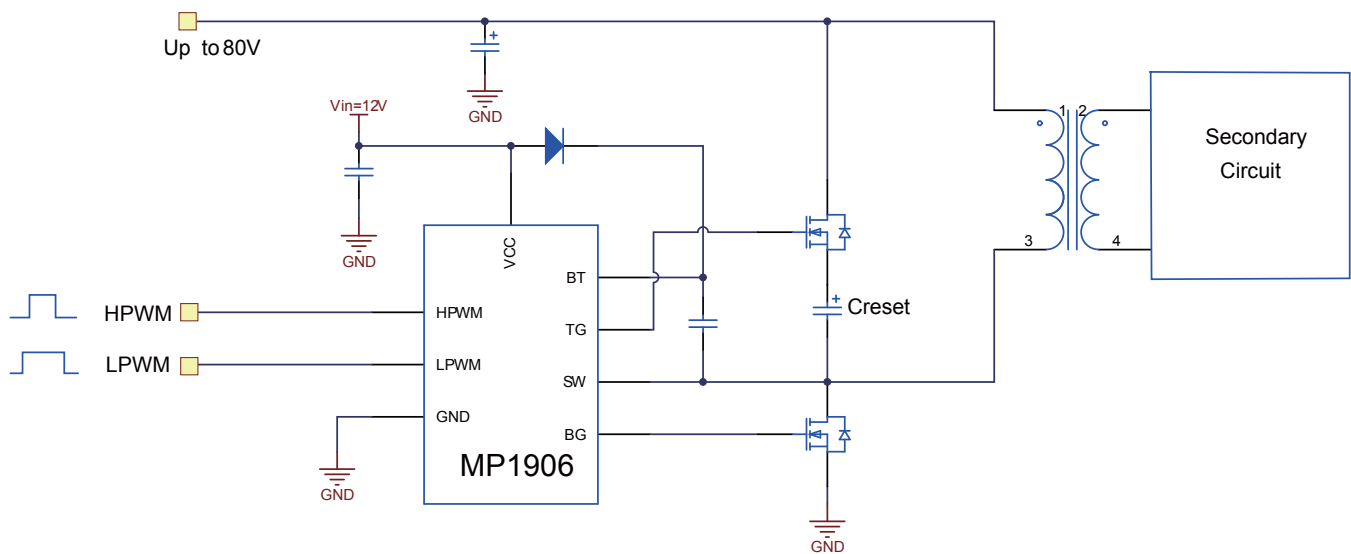 Up to 80V
+
GND
Vin=12V
1
2
Secondary
Circuit
GND
VCC
3
4
BT
HPWM
HPWM
+
Creset
TG
LPWM
LPWM
SW
GND
BG
MP1906
GND
GND